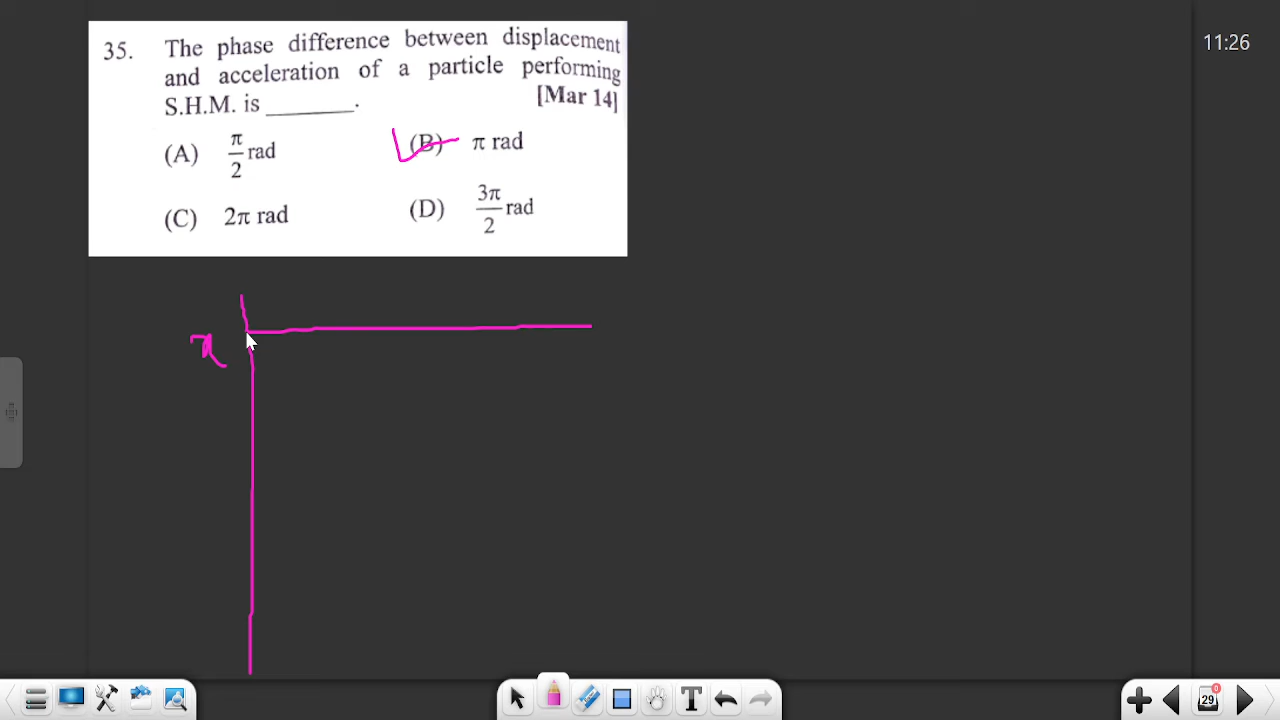 11:26
35. The phase difference between displacement
and acceleration of a particle performing
S.H.M. is ________. [Mar 14]
(A) π/2 rad (B) π rad
(C) 2π rad (D) 3π/2 rad
x
T
0
29